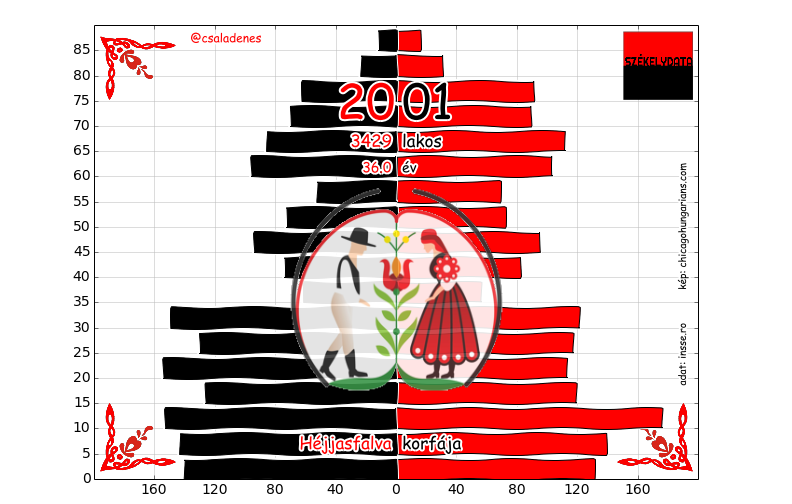 @csaladenes
SZÉKELYDATA
2001
3429 lakos
36.0 év
kép: chicagohungarians.com
adat: insse.ro
Héjjasfalva korfája
85
80
75
70
65
60
55
50
45
40
35
30
25
20
15
10
5
0
160 120 80 40 0 40 80 120 160